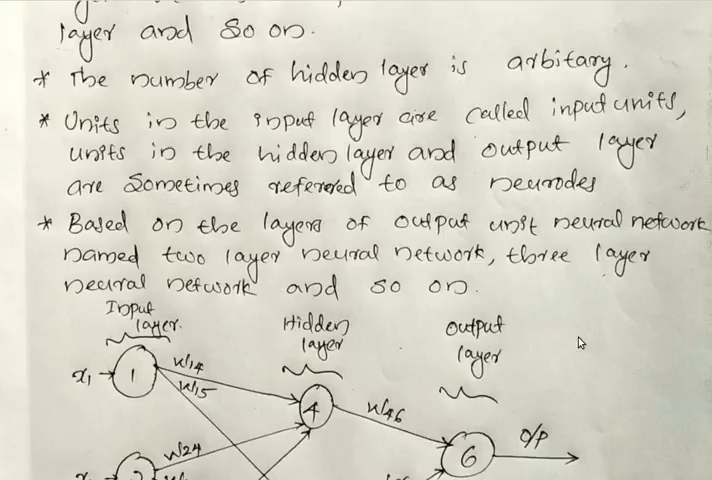 layer and so on.
* The number of hidden layer is arbitary.
* Units in the input layer are called input units,
units in the hidden layer and output layer
are sometimes refererd to as neurodes
* Based on the layers of output unit neural network
named two layer neural network, three layer
neural network and so on.
Input layer.
Hidden layer
output layer
x1
1
w14
w15
4
w46
w24
6
O/P